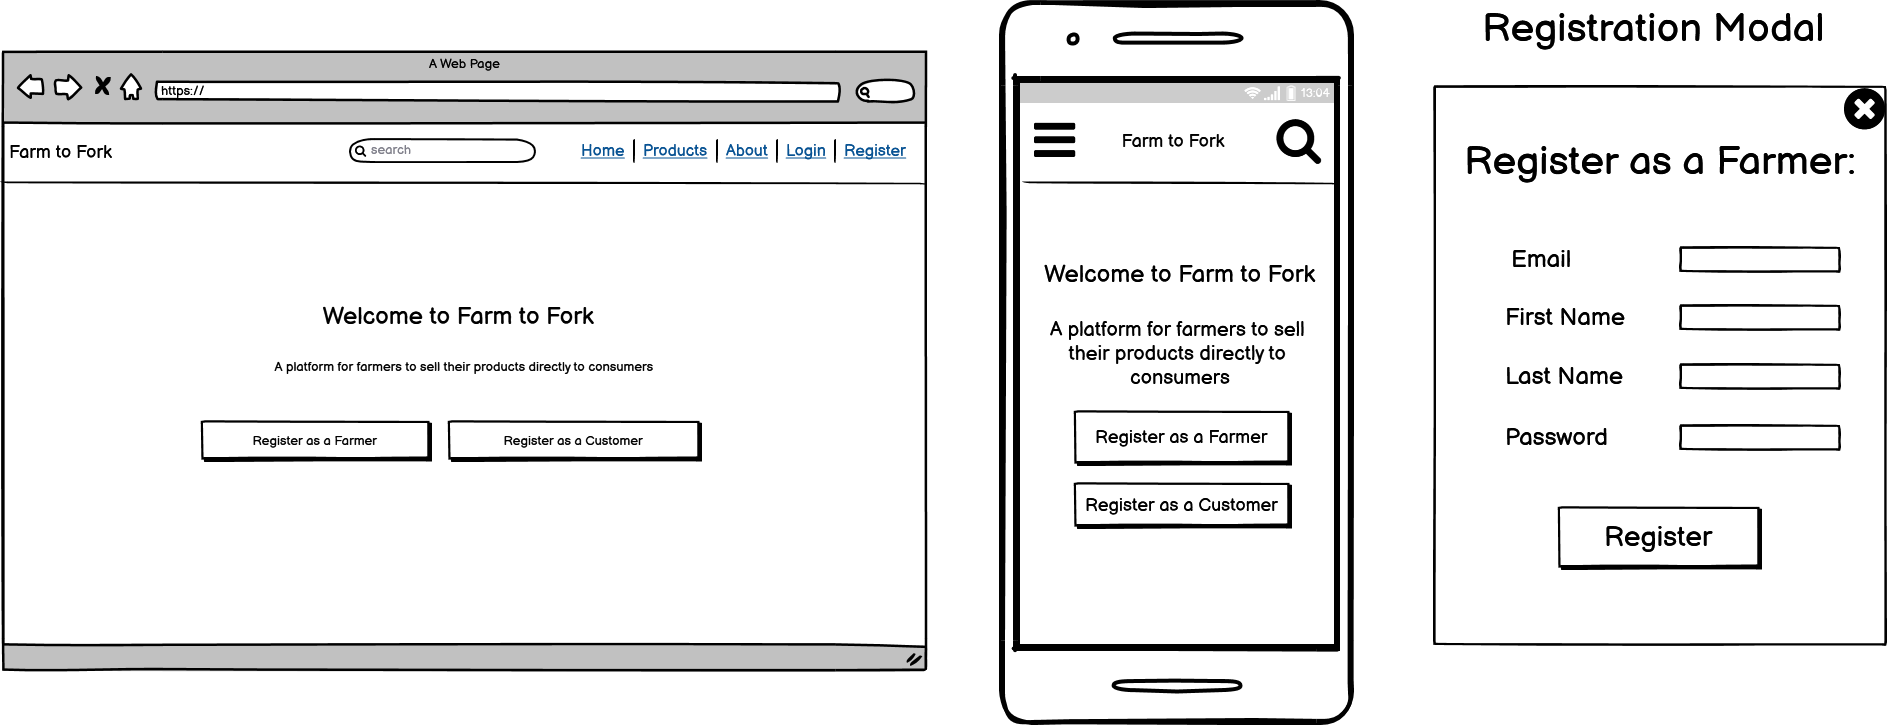 A Web Page
https://
Farm to Fork
search
Home
Products
About
Login
Register
Welcome to Farm to Fork
A platform for farmers to sell their products directly to consumers
Register as a Farmer
Register as a Customer
13:04
Farm to Fork
Welcome to Farm to Fork
A platform for farmers to sell
their products directly to
consumers
Register as a Farmer
Register as a Customer
Registration Modal
Register as a Farmer:
Email
First Name
Last Name
Password
Register